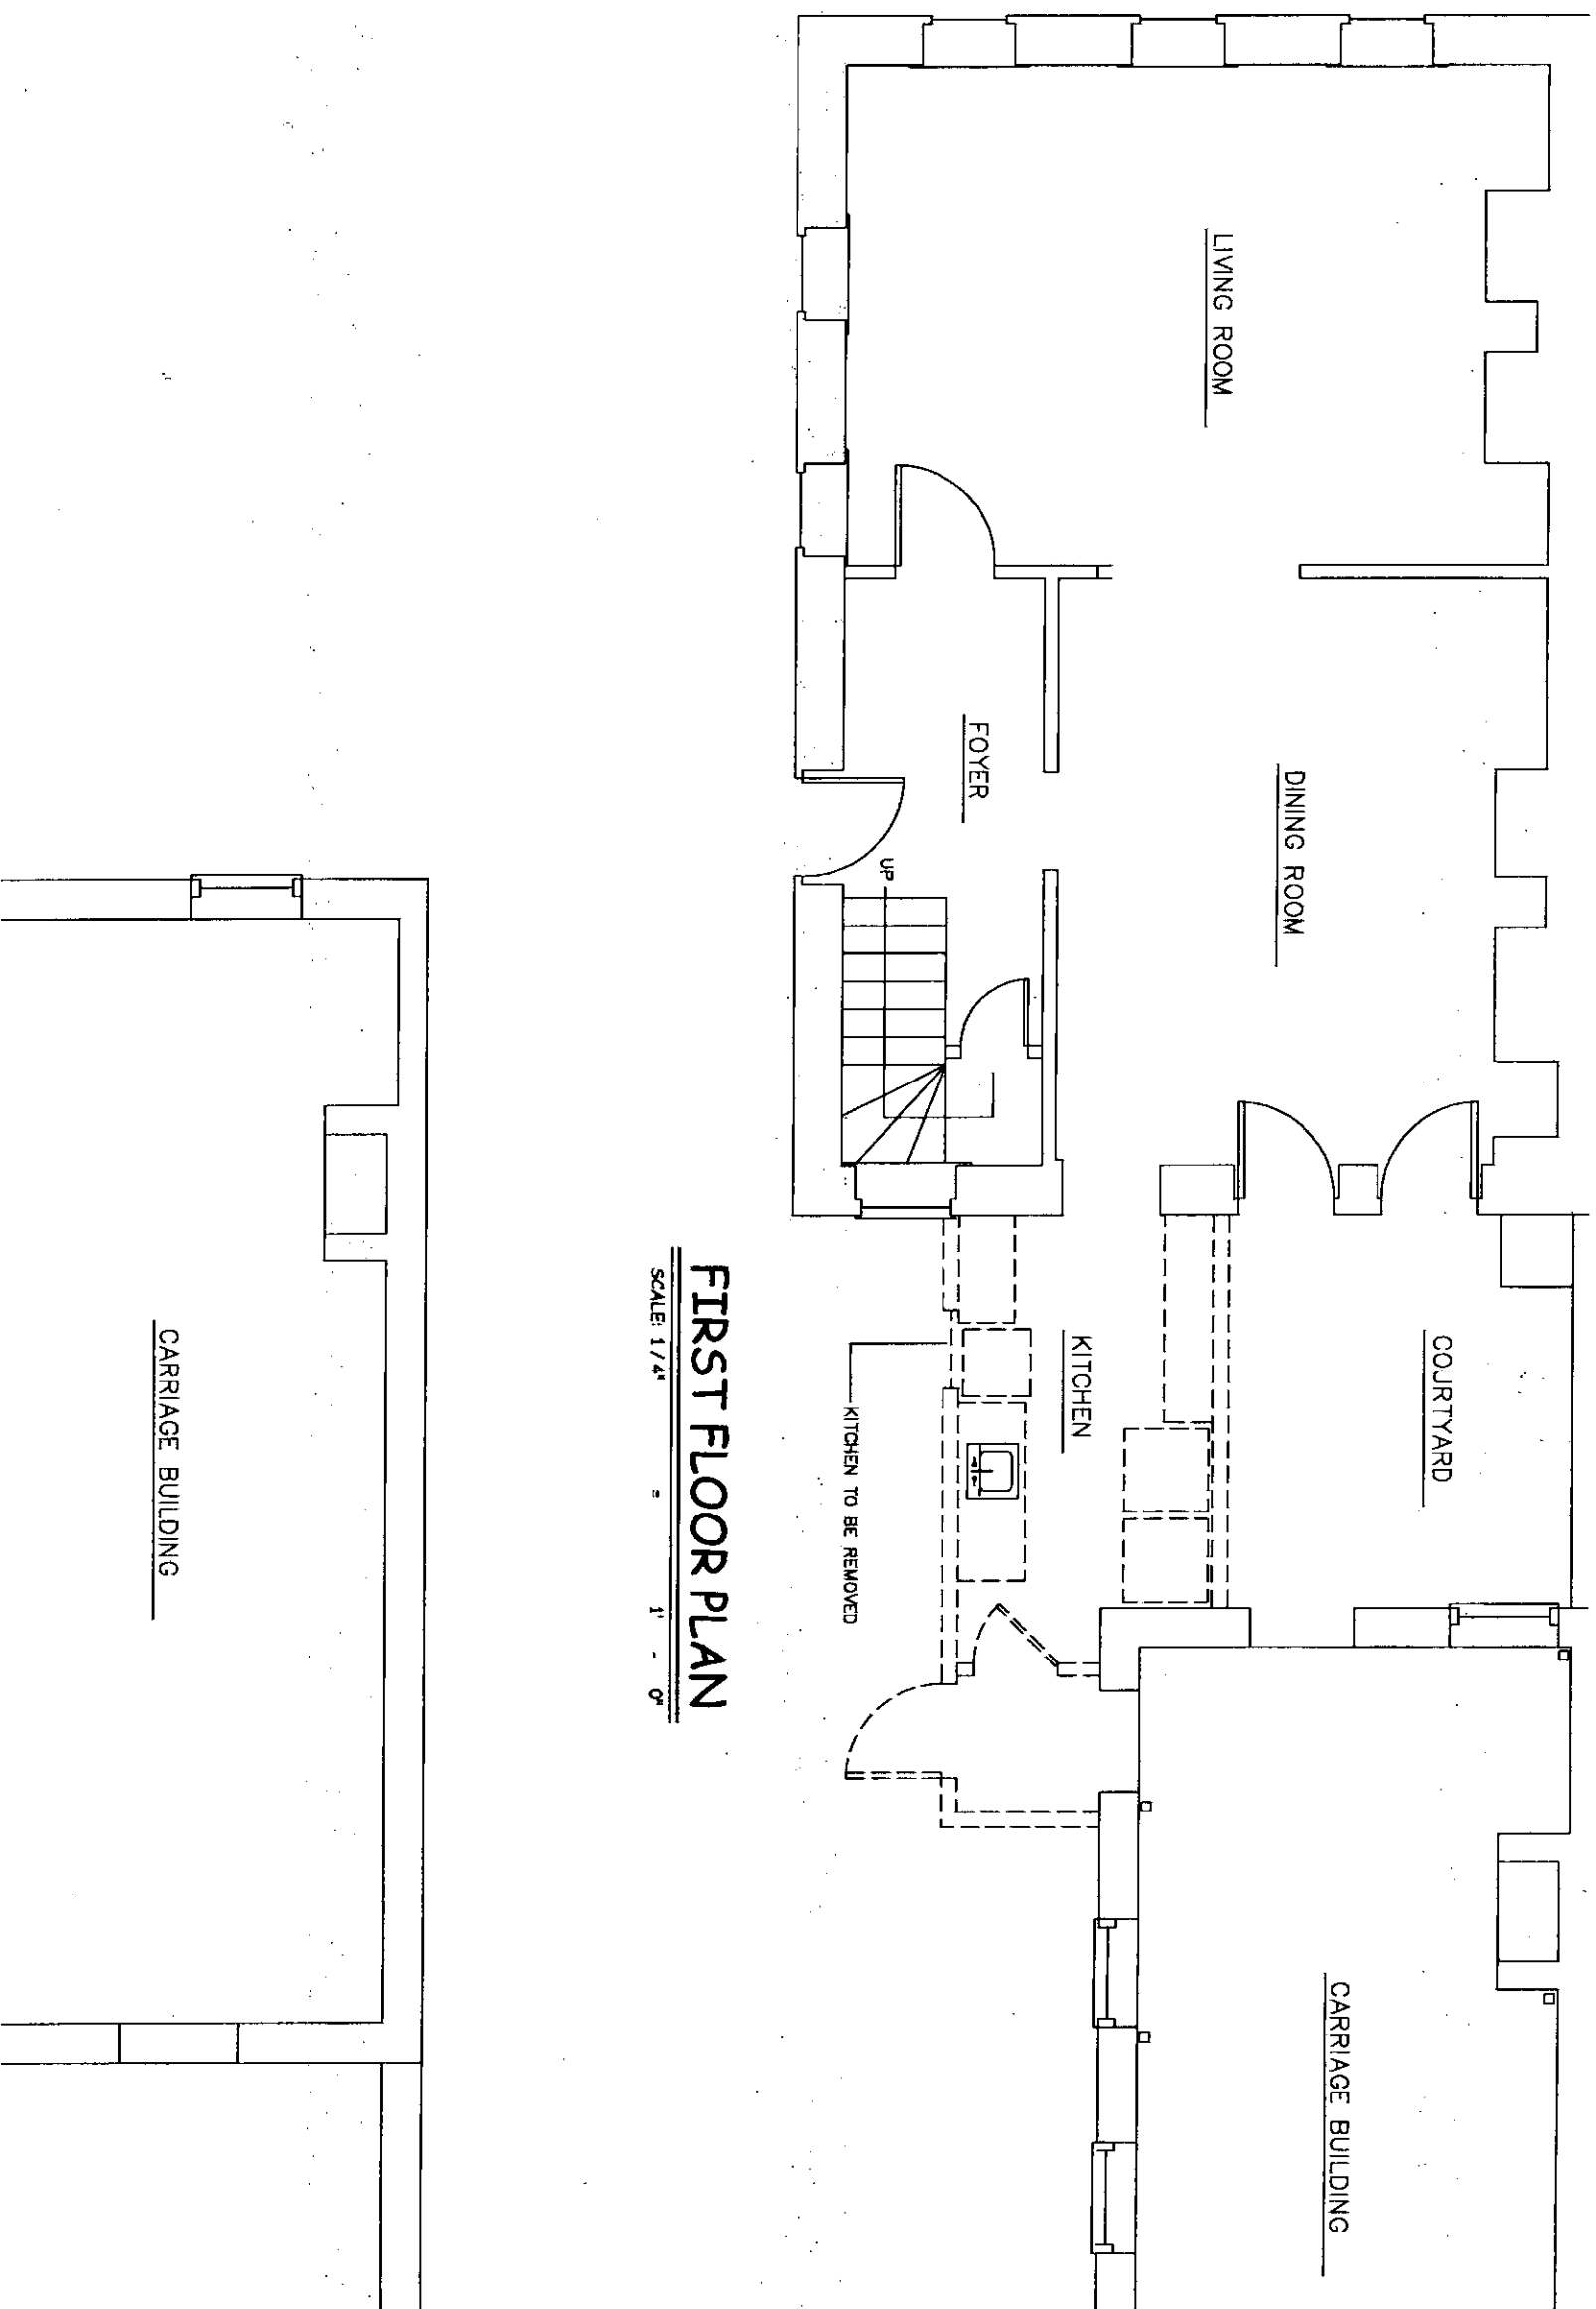 LIVING ROOM
DINING ROOM
FOYER
UP
COURTYARD
KITCHEN
KITCHEN TO BE REMOVED
CARRIAGE BUILDING
FIRST FLOOR PLAN
SCALE: 1/4" = 1' - 0"
CARRIAGE BUILDING